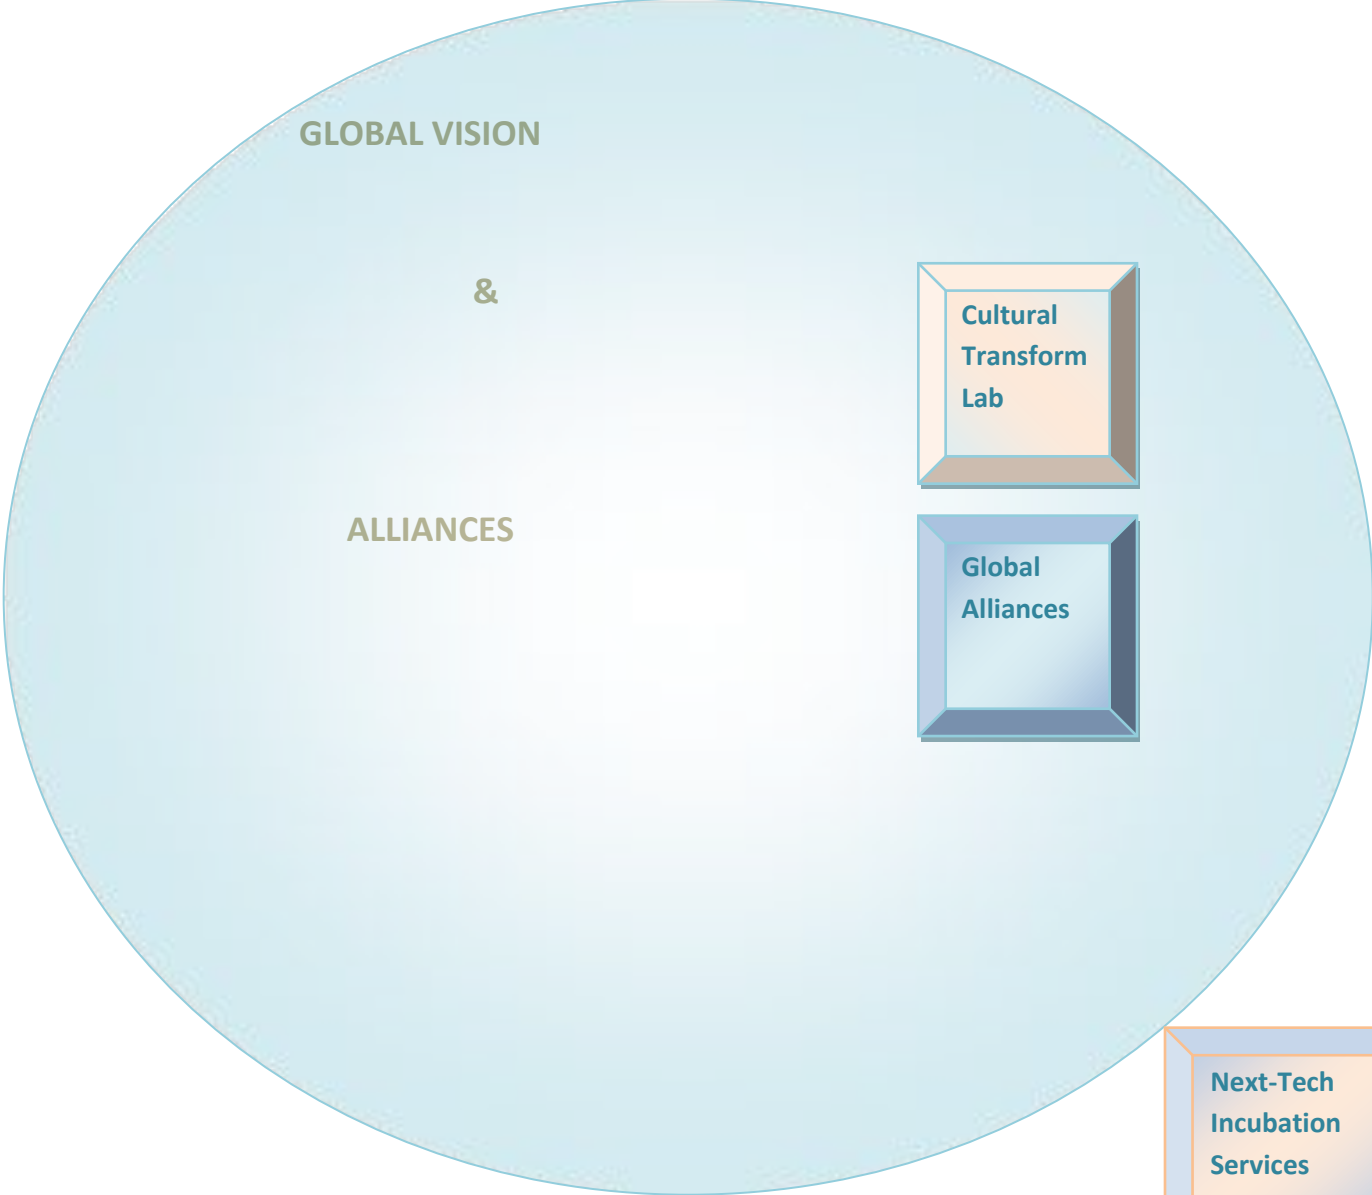 GLOBAL VISION
&
ALLIANCES
Cultural
Transform
Lab
Global
Alliances
Next-Tech
Incubation
Services